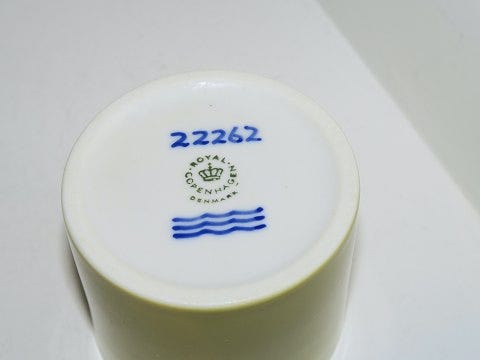 22262
ROYAL
COPENHAGEN
DENMARK